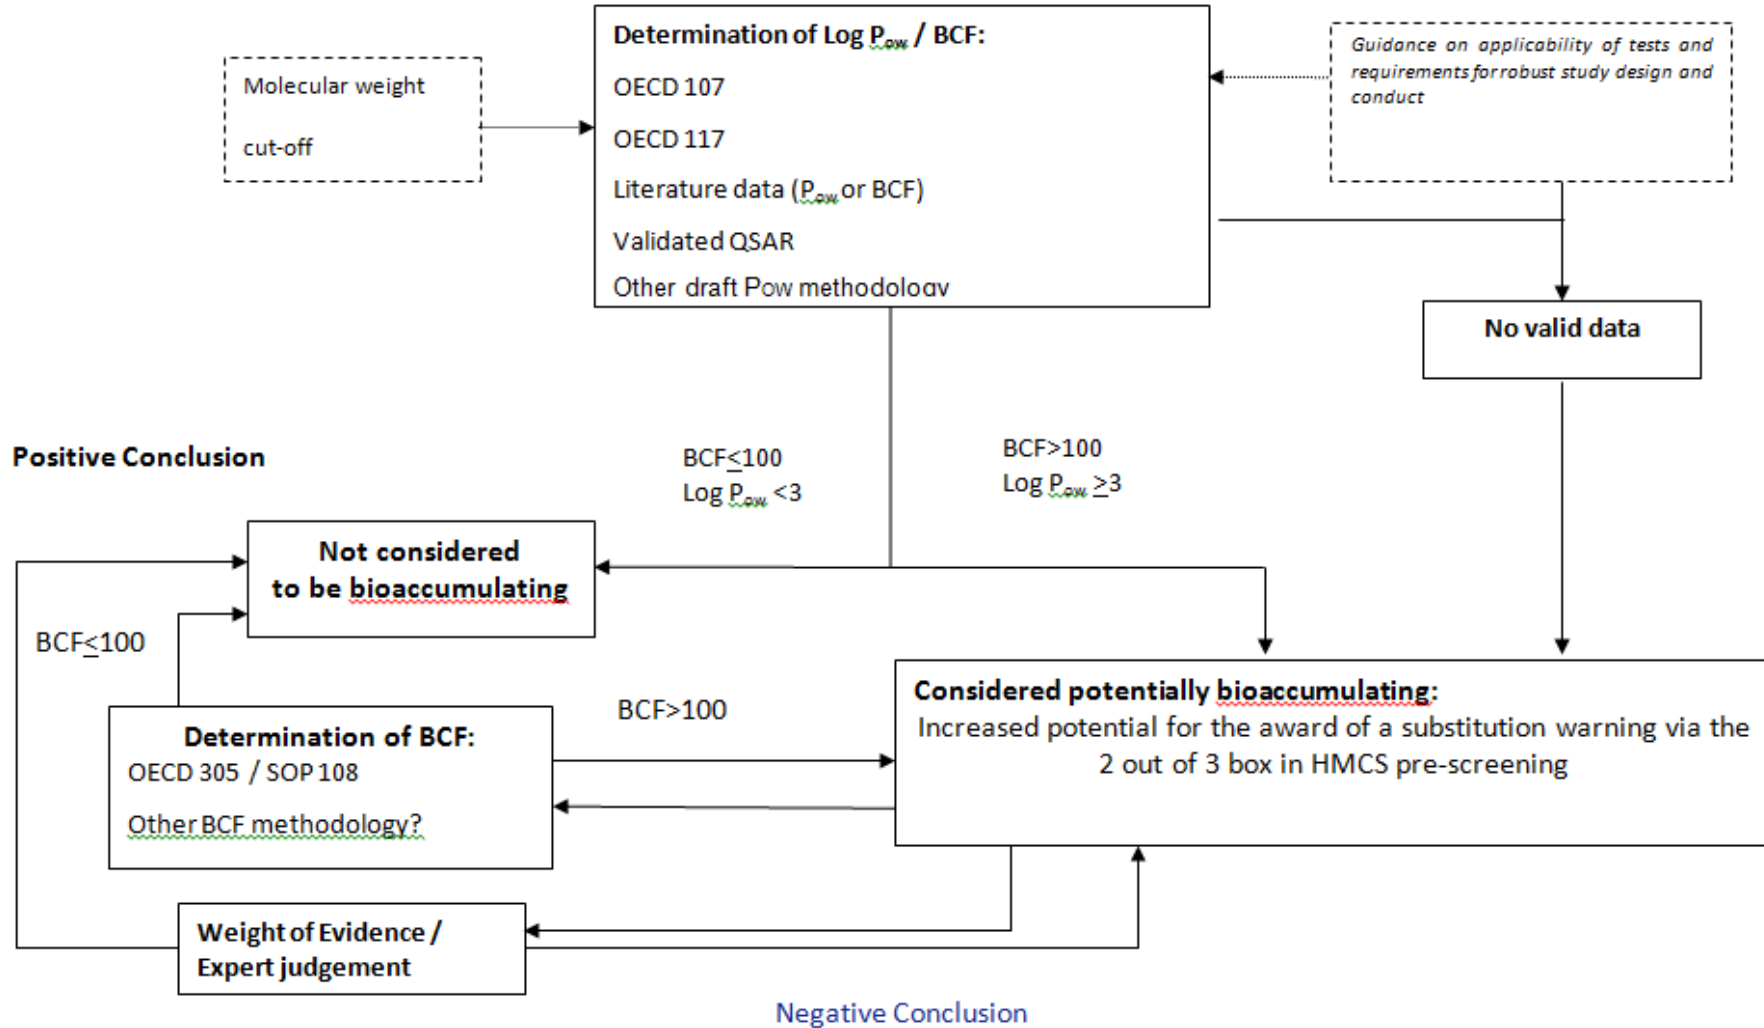 Determination of Log Pow / BCF:
OECD 107
OECD 117
Literature data (Pow or BCF)
Validated QSAR
Other draft Pow methodology
Molecular weight
cut-off
Guidance on applicability of tests and
requirements for robust study design and
conduct
No valid data
Positive Conclusion
BCF≤100
Log Pow <3
BCF>100
Log Pow ≥3
Not considered
to be bioaccumulating
BCF≤100
Determination of BCF:
OECD 305 / SOP 108
Other BCF methodology?
BCF>100
Considered potentially bioaccumulating:
Increased potential for the award of a substitution warning via the
2 out of 3 box in HMCS pre-screening
Weight of Evidence /
Expert judgement
Negative Conclusion